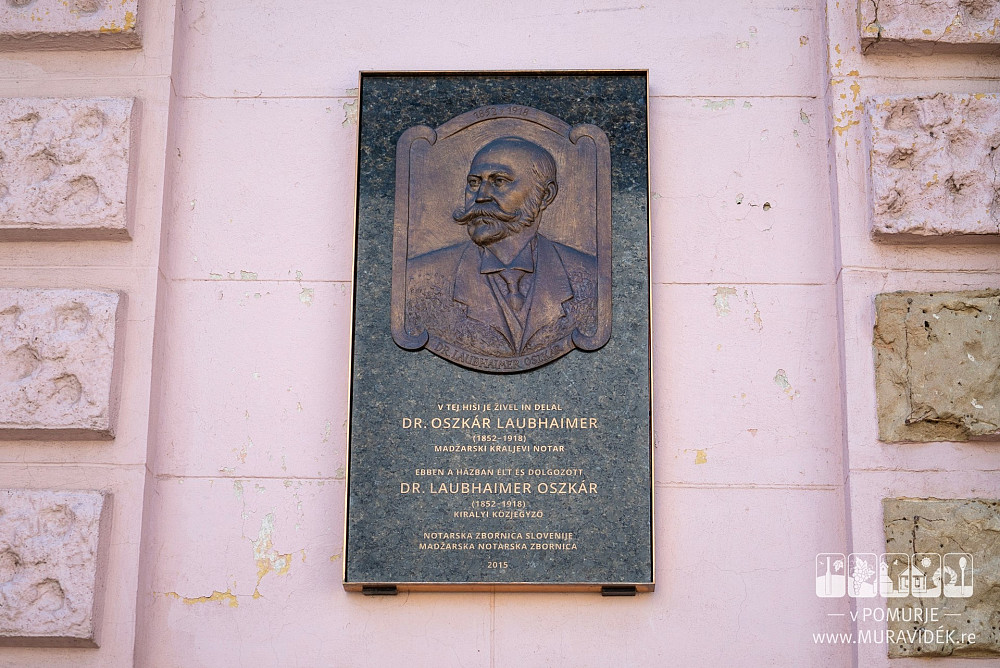 1852 - 1918
DR. LAUBHAIMER OSZKÁR
V TEJ HIŠI JE ŽIVEL IN DELAL
DR. OSZKÁR LAUBHAIMER
(1852–1918)
MADŽARSKI KRALJEVI NOTAR
EBBEN A HÁZBAN ÉLT ÉS DOLGOZOTT
DR. LAUBHAIMER OSZKÁR
(1852–1918)
KIRÁLYI KÖZJEGYZŐ
NOTARSKA ZBORNICA SLOVENIJE
MADŽARSKA NOTARSKA ZBORNICA
2015
v POMURJE
www.MURAVIDÉK.re